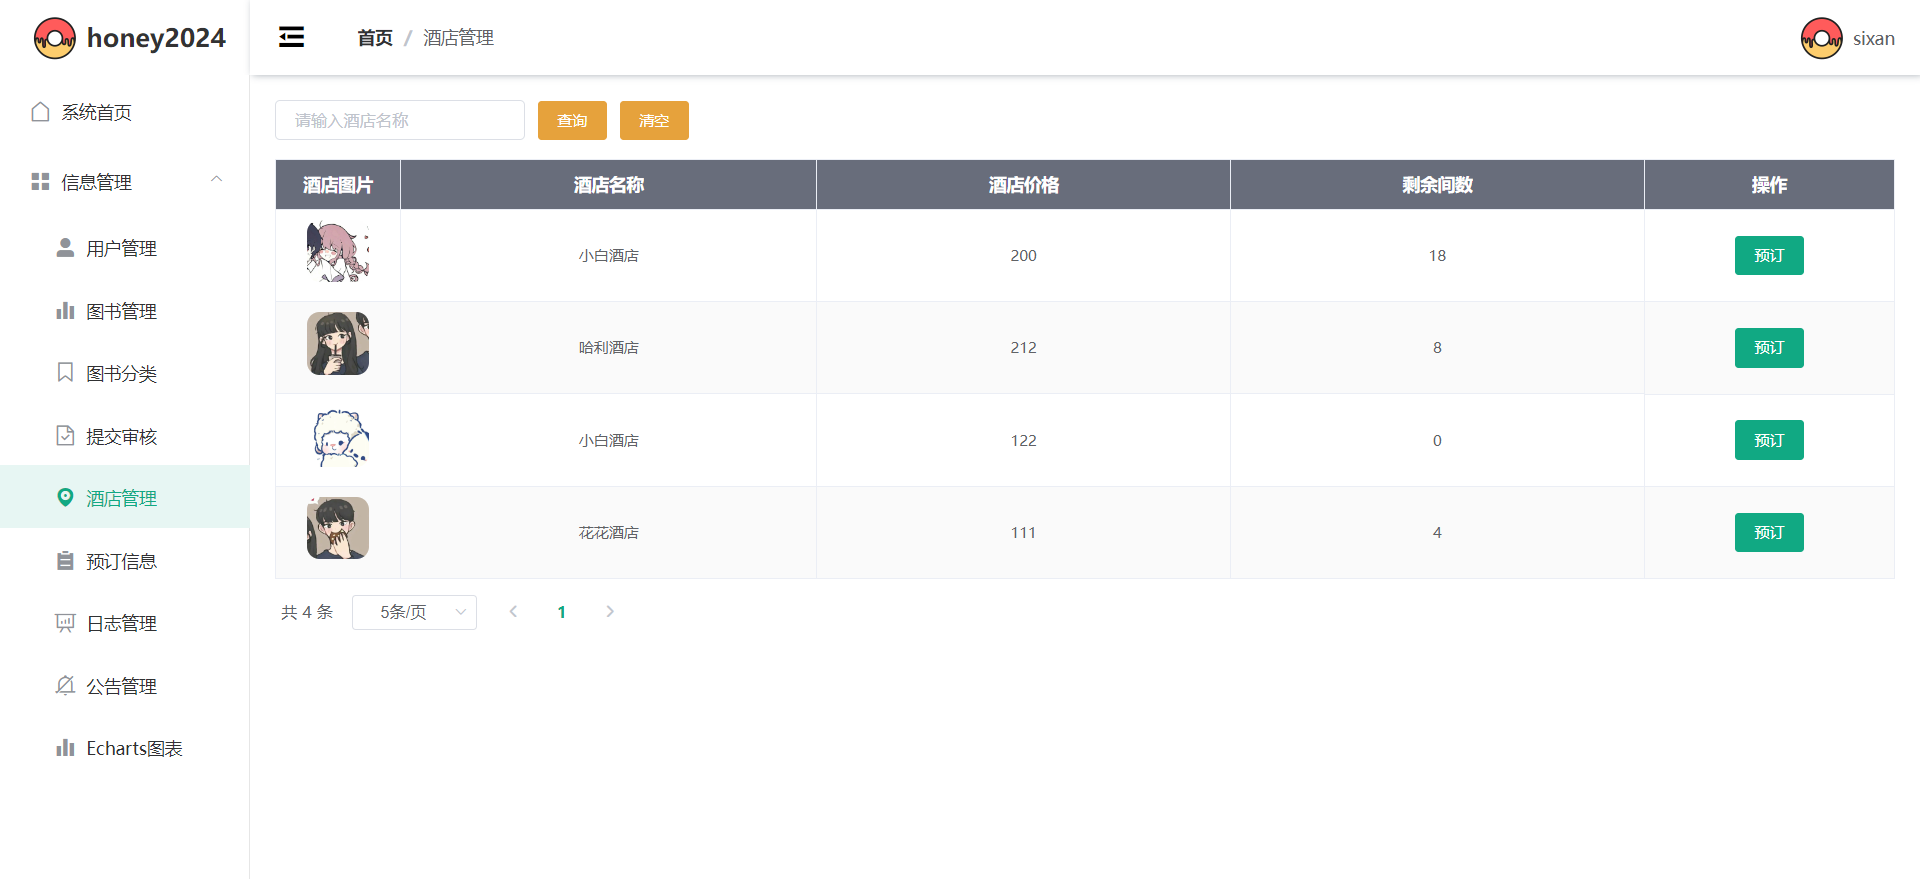 honey2024
首页 / 酒店管理
sixan
系统首页
信息管理
用户管理
图书管理
图书分类
提交审核
酒店管理
预订信息
日志管理
公告管理
Echarts图表
请输入酒店名称 查询 清空
酒店图片 酒店名称 酒店价格 剩余间数 操作
小白酒店 200 18 预订
哈利酒店 212 8 预订
小白酒店 122 0 预订
花花酒店 111 4 预订
共 4 条 5条/页 1